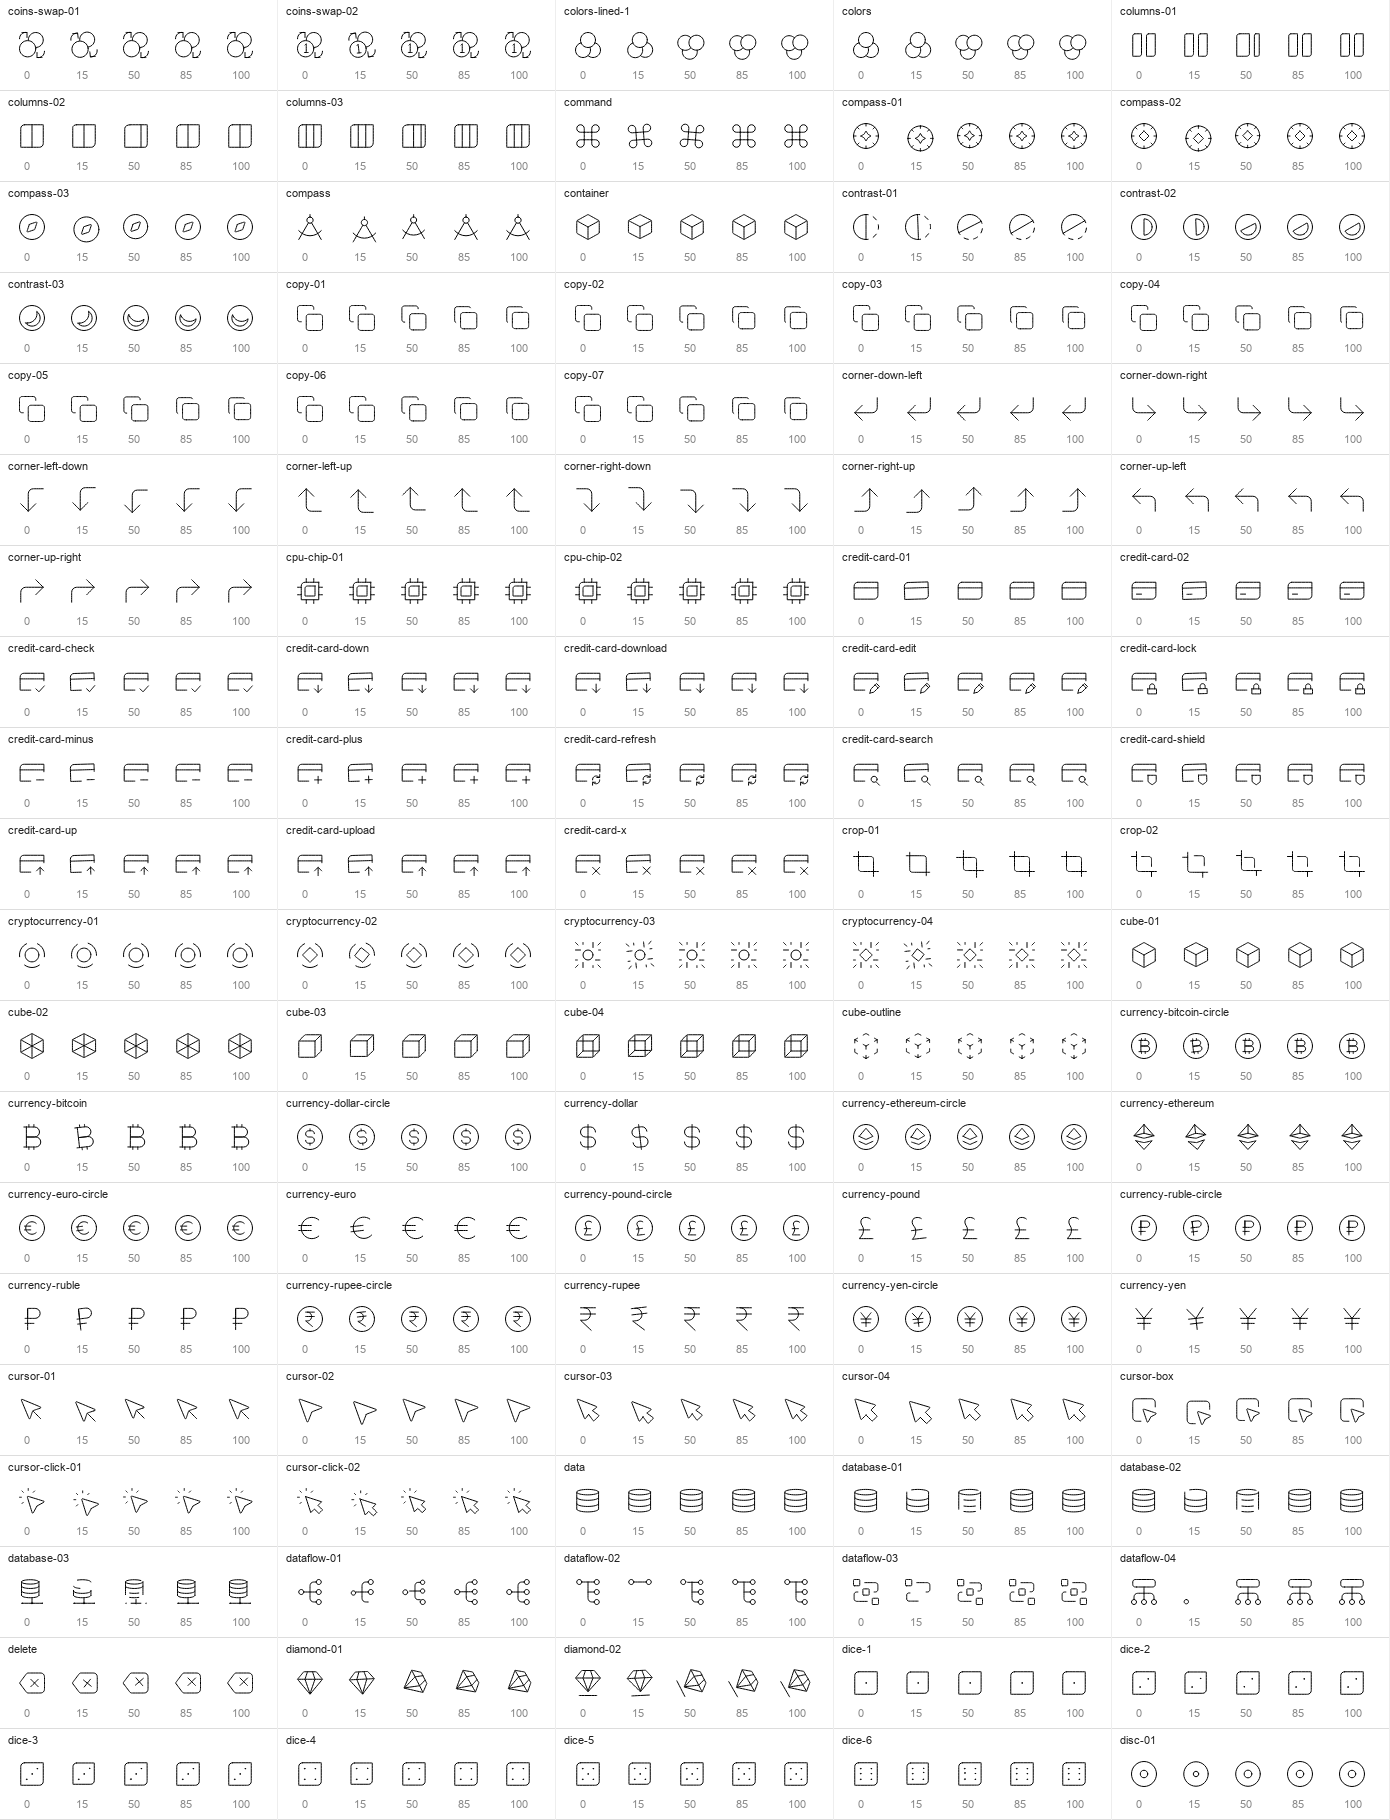 coins-swap-01 coins-swap-02 colors-lined-1 colors columns-01
0 15 50 85 100 0 15 50 85 100 0 15 50 85 100 0 15 50 85 100 0 15 50 85 100
columns-02 columns-03 command compass-01 compass-02
0 15 50 85 100 0 15 50 85 100 0 15 50 85 100 0 15 50 85 100 0 15 50 85 100
compass-03 compass container contrast-01 contrast-02
0 15 50 85 100 0 15 50 85 100 0 15 50 85 100 0 15 50 85 100 0 15 50 85 100
contrast-03 copy-01 copy-02 copy-03 copy-04
0 15 50 85 100 0 15 50 85 100 0 15 50 85 100 0 15 50 85 100 0 15 50 85 100
copy-05 copy-06 copy-07 corner-down-left corner-down-right
0 15 50 85 100 0 15 50 85 100 0 15 50 85 100 0 15 50 85 100 0 15 50 85 100
corner-left-down corner-left-up corner-right-down corner-right-up corner-up-left
0 15 50 85 100 0 15 50 85 100 0 15 50 85 100 0 15 50 85 100 0 15 50 85 100
corner-up-right cpu-chip-01 cpu-chip-02 credit-card-01 credit-card-02
0 15 50 85 100 0 15 50 85 100 0 15 50 85 100 0 15 50 85 100 0 15 50 85 100
credit-card-check credit-card-down credit-card-download credit-card-edit credit-card-lock
0 15 50 85 100 0 15 50 85 100 0 15 50 85 100 0 15 50 85 100 0 15 50 85 100
credit-card-minus credit-card-plus credit-card-refresh credit-card-search credit-card-shield
0 15 50 85 100 0 15 50 85 100 0 15 50 85 100 0 15 50 85 100 0 15 50 85 100
credit-card-up credit-card-upload credit-card-x crop-01 crop-02
0 15 50 85 100 0 15 50 85 100 0 15 50 85 100 0 15 50 85 100 0 15 50 85 100
cryptocurrency-01 cryptocurrency-02 cryptocurrency-03 cryptocurrency-04 cube-01
0 15 50 85 100 0 15 50 85 100 0 15 50 85 100 0 15 50 85 100 0 15 50 85 100
cube-02 cube-03 cube-04 cube-outline currency-bitcoin-circle
0 15 50 85 100 0 15 50 85 100 0 15 50 85 100 0 15 50 85 100 0 15 50 85 100
currency-bitcoin currency-dollar-circle currency-dollar currency-ethereum-circle currency-ethereum
0 15 50 85 100 0 15 50 85 100 0 15 50 85 100 0 15 50 85 100 0 15 50 85 100
currency-euro-circle currency-euro currency-pound-circle currency-pound currency-ruble-circle
0 15 50 85 100 0 15 50 85 100 0 15 50 85 100 0 15 50 85 100 0 15 50 85 100
currency-ruble currency-rupee-circle currency-rupee currency-yen-circle currency-yen
0 15 50 85 100 0 15 50 85 100 0 15 50 85 100 0 15 50 85 100 0 15 50 85 100
cursor-01 cursor-02 cursor-03 cursor-04 cursor-box
0 15 50 85 100 0 15 50 85 100 0 15 50 85 100 0 15 50 85 100 0 15 50 85 100
cursor-click-01 cursor-click-02 data database-01 database-02
0 15 50 85 100 0 15 50 85 100 0 15 50 85 100 0 15 50 85 100 0 15 50 85 100
database-03 dataflow-01 dataflow-02 dataflow-03 dataflow-04
0 15 50 85 100 0 15 50 85 100 0 15 50 85 100 0 15 50 85 100 0 15 50 85 100
delete diamond-01 diamond-02 dice-1 dice-2
0 15 50 85 100 0 15 50 85 100 0 15 50 85 100 0 15 50 85 100 0 15 50 85 100
dice-3 dice-4 dice-5 dice-6 disc-01
0 15 50 85 100 0 15 50 85 100 0 15 50 85 100 0 15 50 85 100 0 15 50 85 100